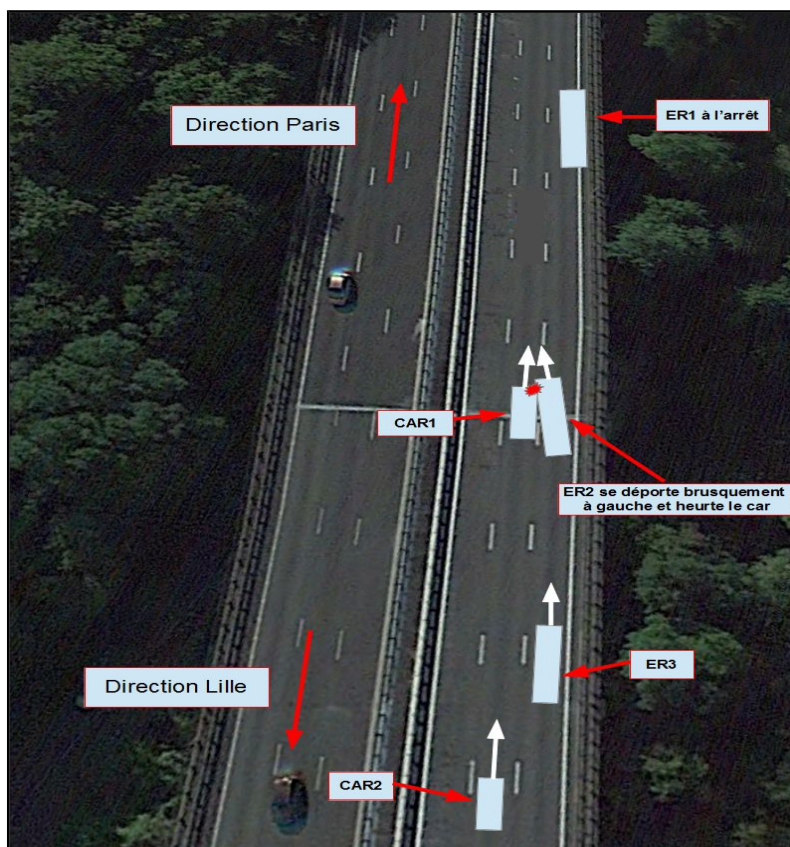 Direction Paris
ER1 à l'arrêt
CAR1
ER2 se déporte brusquement
à gauche et heurte le car
ER3
Direction Lille
CAR2